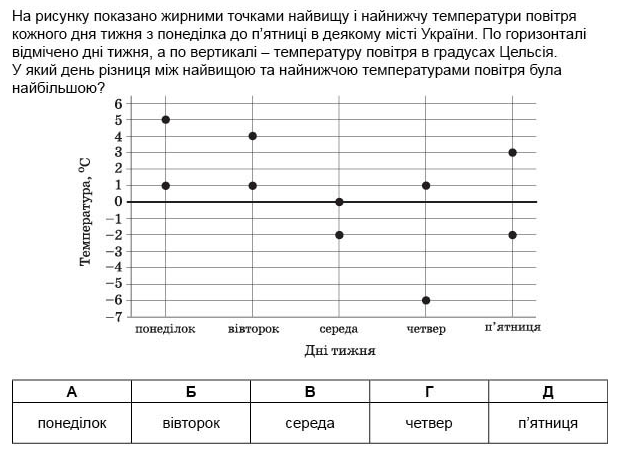 На рисунку показано жирними точками найвищу і найнижчу температури повітря
кожного дня тижня з понеділка до п'ятниці в деякому місті України. По горизонталі
відмічено дні тижня, а по вертикалі – температуру повітря в градусах Цельсія.
У який день різниця між найвищою та найнижчою температурами повітря була
найбільшою?
Температура, ⁰С
6
5
4
3
2
1
0
−1
−2
−3
−4
−5
−6
−7
понеділок вівторок середа четвер п'ятниця
Дні тижня
А Б В Г Д
понеділок вівторок середа четвер п'ятниця